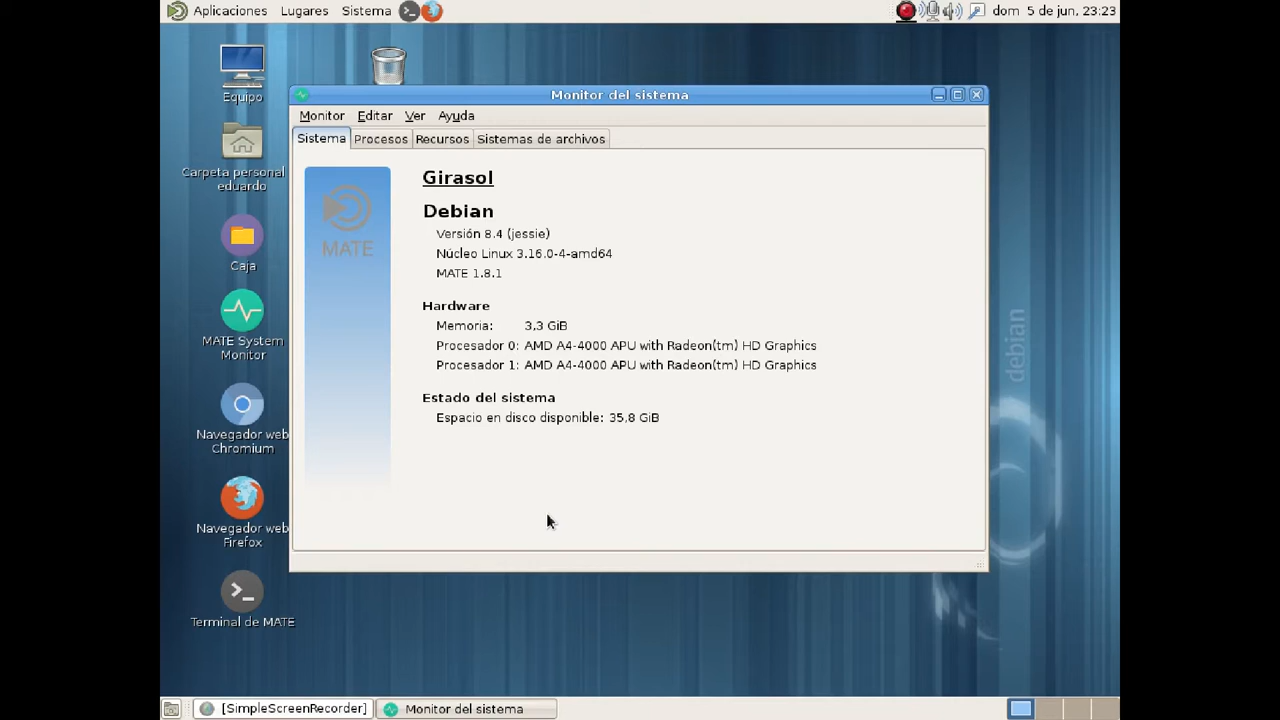 Aplicaciones Lugares Sistema
dom 5 de jun, 23:23
Equipo
Carpeta personal
eduardo
Caja
MATE System
Monitor
Navegador web
Chromium
Navegador web
Firefox
Terminal de MATE
Monitor del sistema
Monitor Editar Ver Ayuda
Sistema Procesos Recursos Sistemas de archivos
MATE
Girasol
Debian
Versión 8.4 (jessie)
Núcleo Linux 3.16.0-4-amd64
MATE 1.8.1
Hardware
Memoria: 3,3 GiB
Procesador 0: AMD A4-4000 APU with Radeon(tm) HD Graphics
Procesador 1: AMD A4-4000 APU with Radeon(tm) HD Graphics
Estado del sistema
Espacio en disco disponible: 35,8 GiB
debian
[SimpleScreenRecorder]
Monitor del sistema